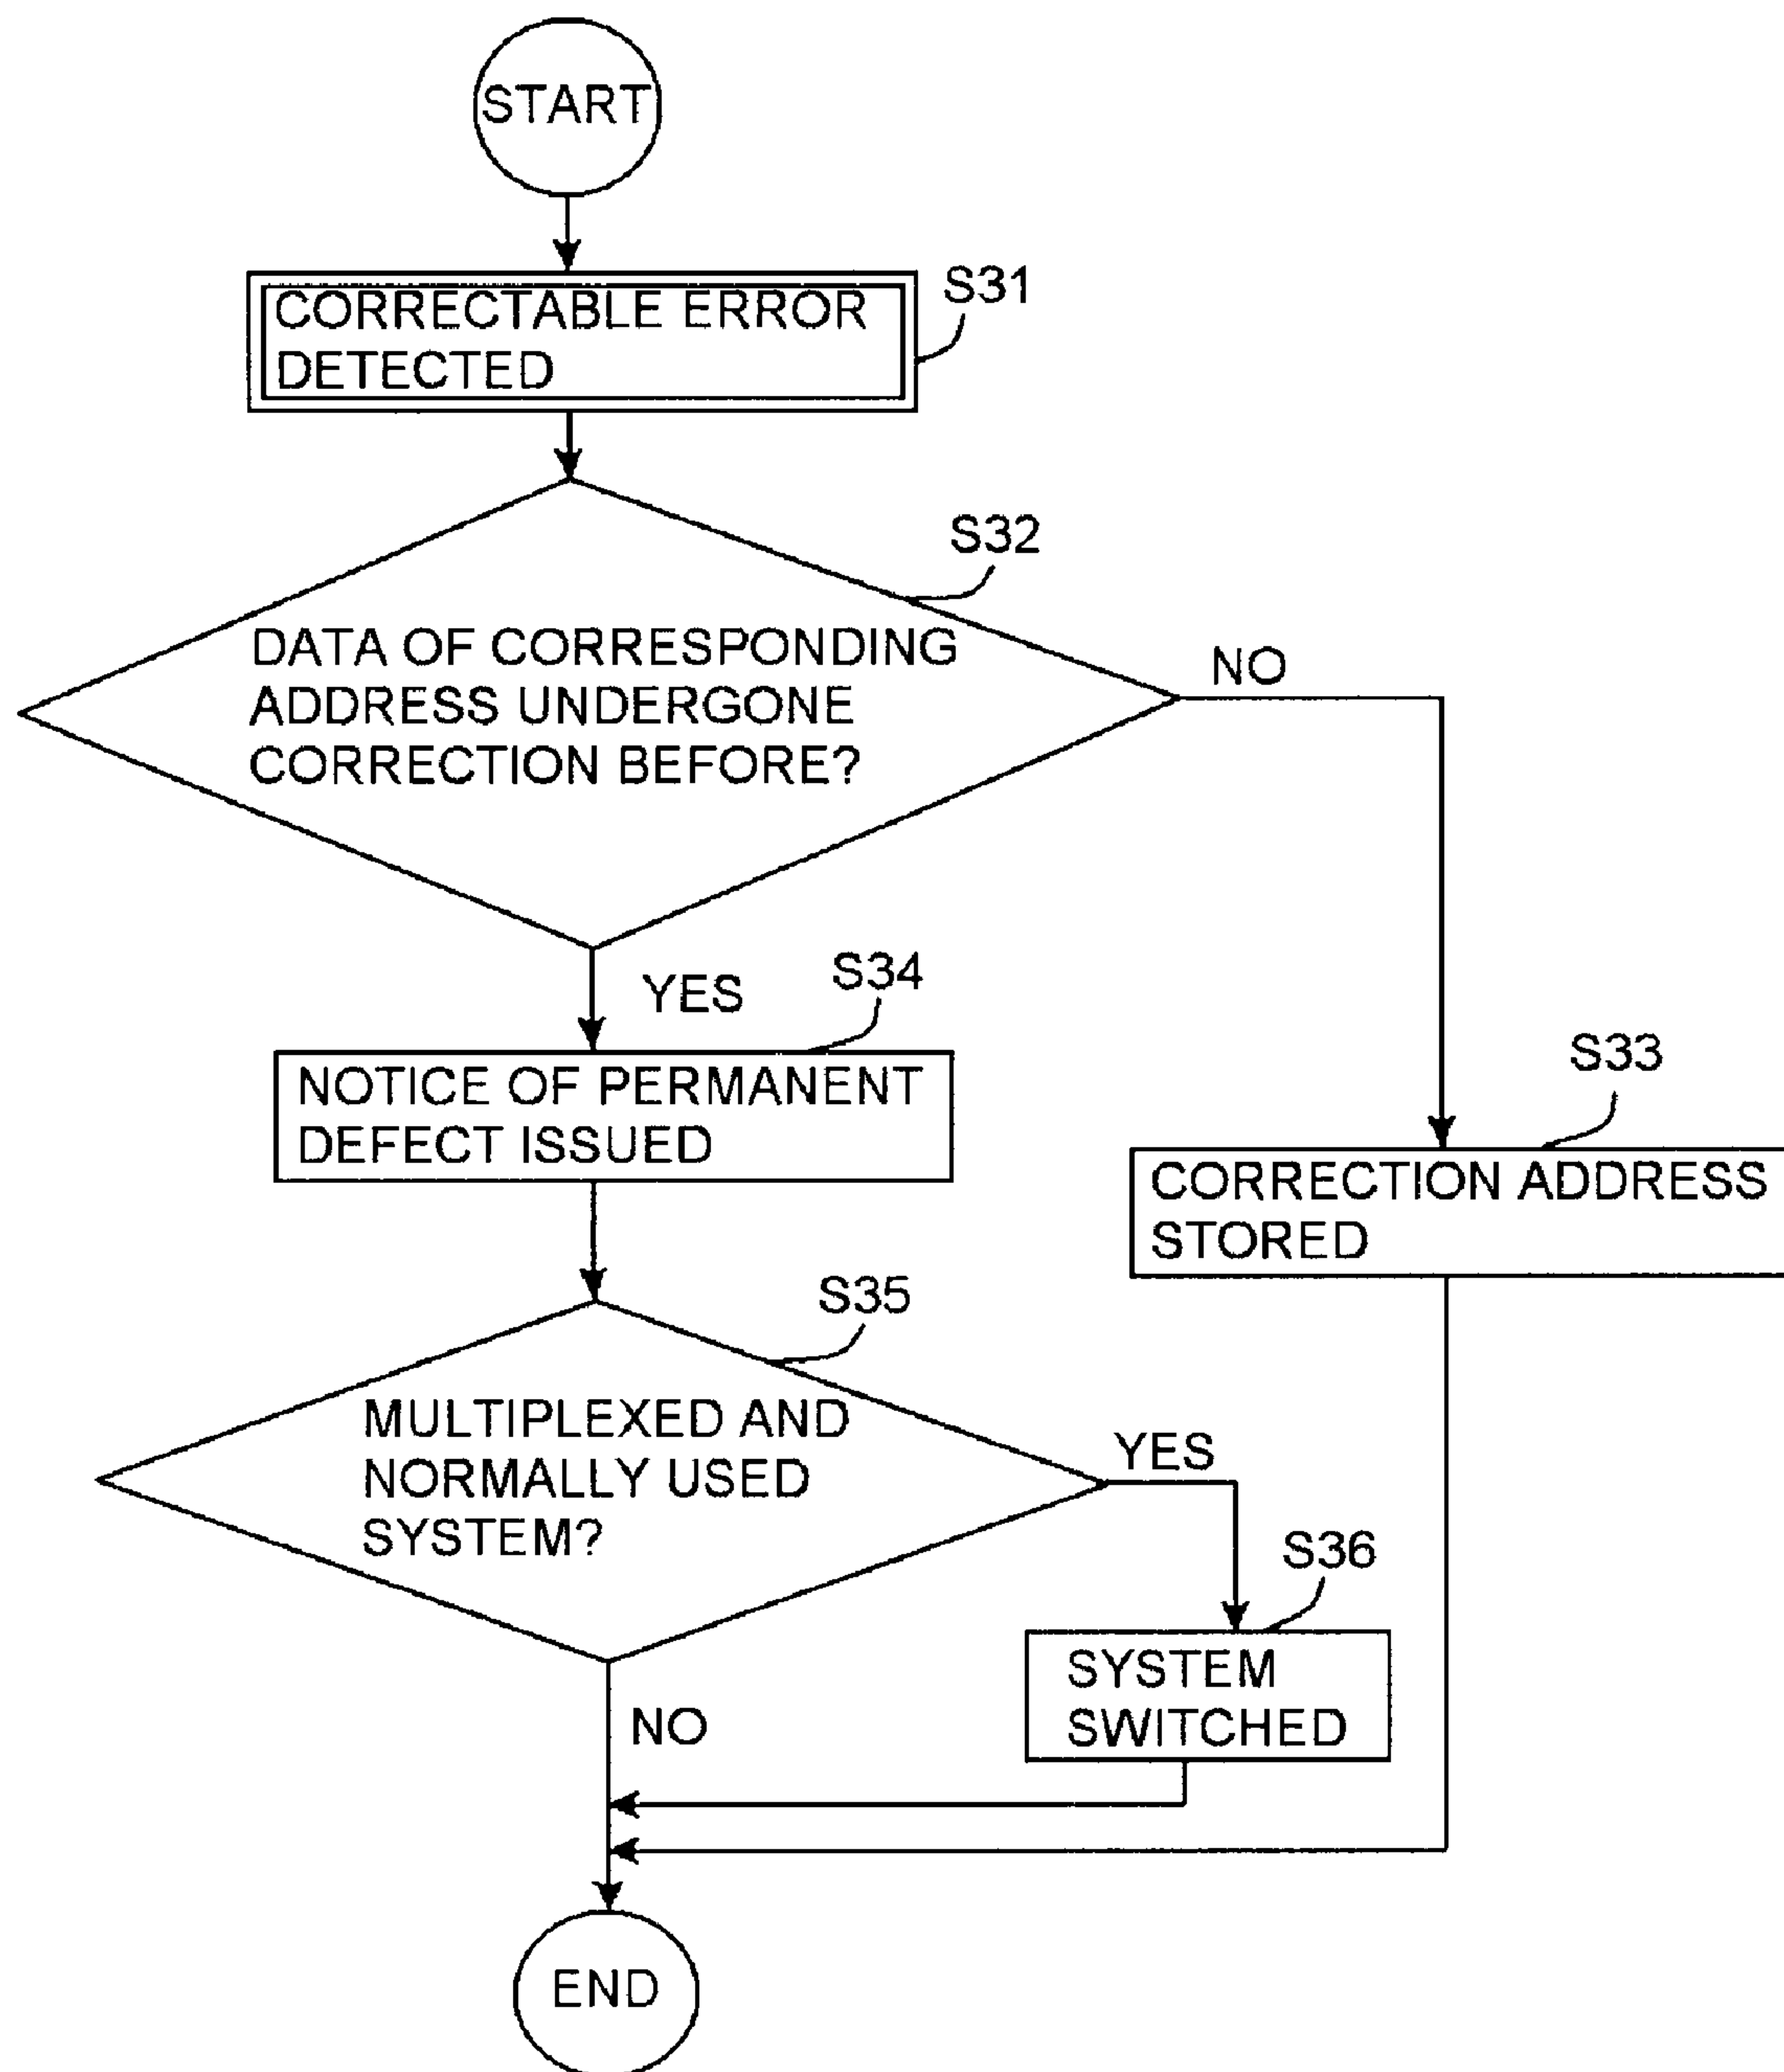 START
CORRECTABLE ERROR
DETECTED
S31
S32
DATA OF CORRESPONDING
ADDRESS UNDERGONE
CORRECTION BEFORE?
NO
YES
S34
NOTICE OF PERMANENT
DEFECT ISSUED
S33
CORRECTION ADDRESS
STORED
S35
MULTIPLEXED AND
NORMALLY USED
SYSTEM?
YES
S36
SYSTEM
SWITCHED
NO
END